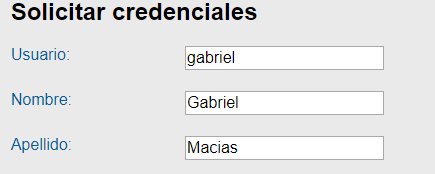 Solicitar credenciales
Usuario: gabriel
Nombre: Gabriel
Apellido: Macias